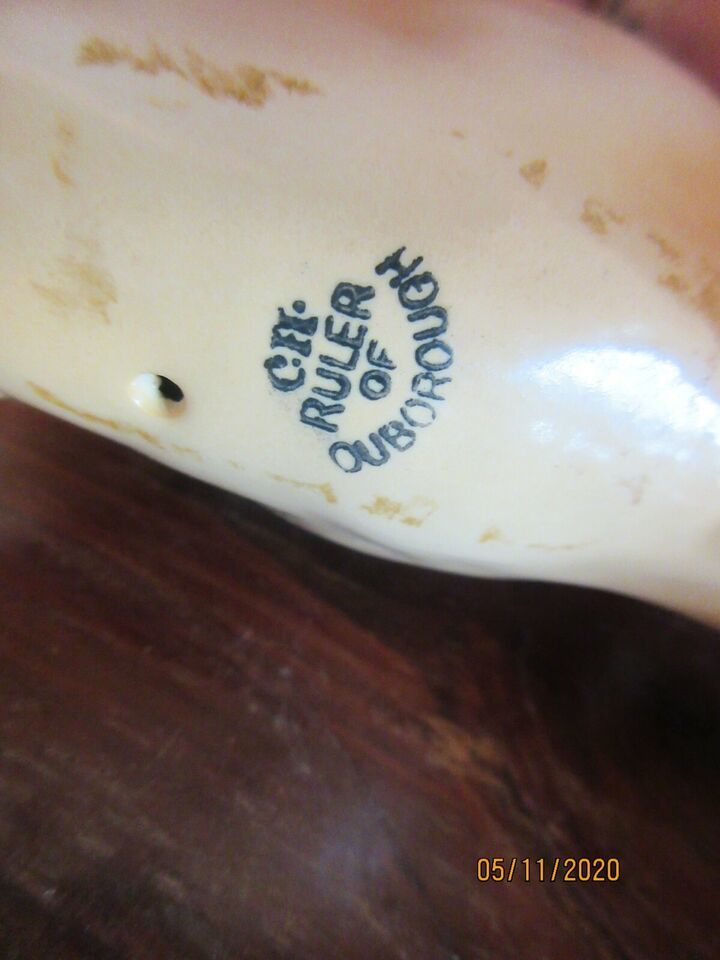 CH.
RULER
OF
OUBOROUGH
05/11/2020